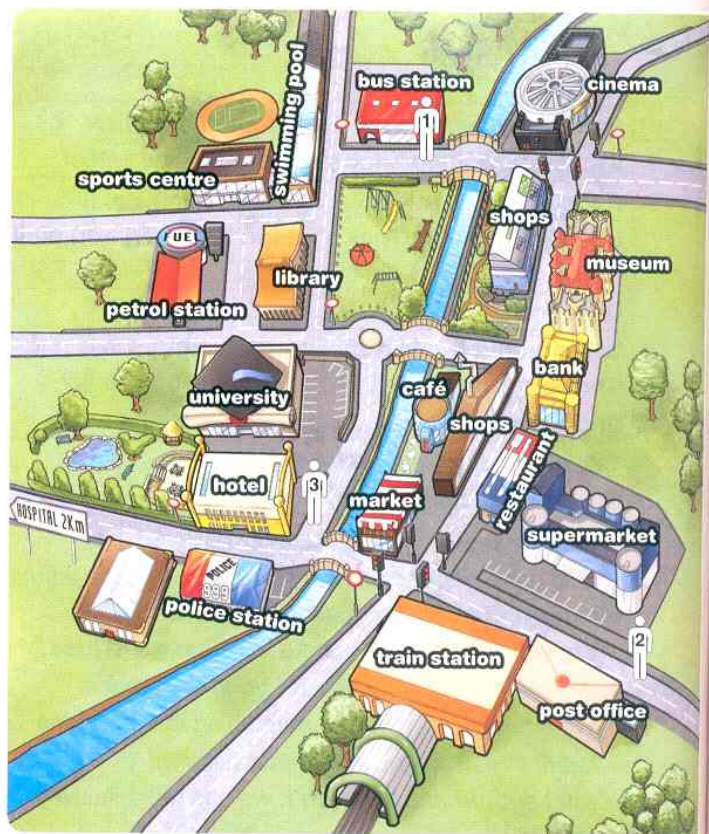 swimming pool
bus station
cinema
1
sports centre
shops
FUEL
library
museum
petrol station
bank
university
café
shops
hotel
3
market
restaurant
HOSPITAL 2Km
supermarket
POLICE
999
police station
2
train station
post office